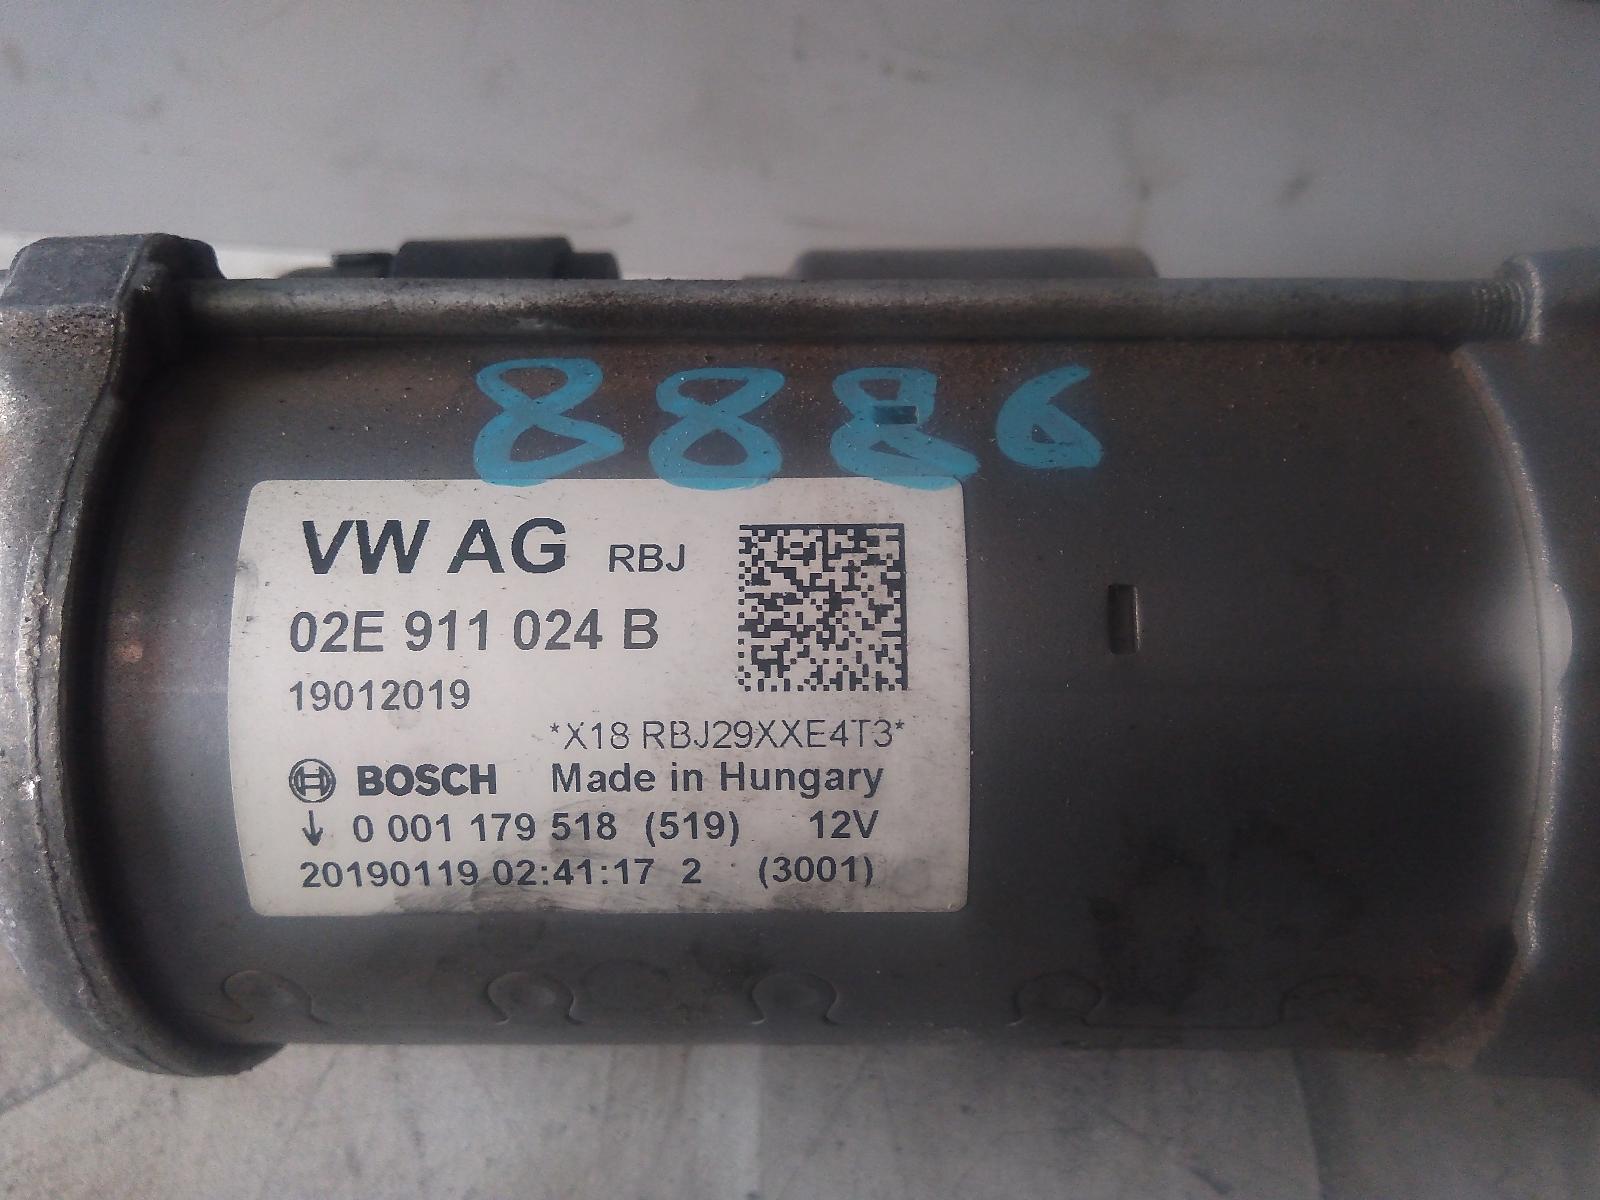 8886
VW AG RBJ
02E 911 024 B
19012019
*X18 RBJ29XXE4T3*
BOSCH Made in Hungary
↓ 0 001 179 518 (519) 12V
20190119 02:41:17 2 (3001)